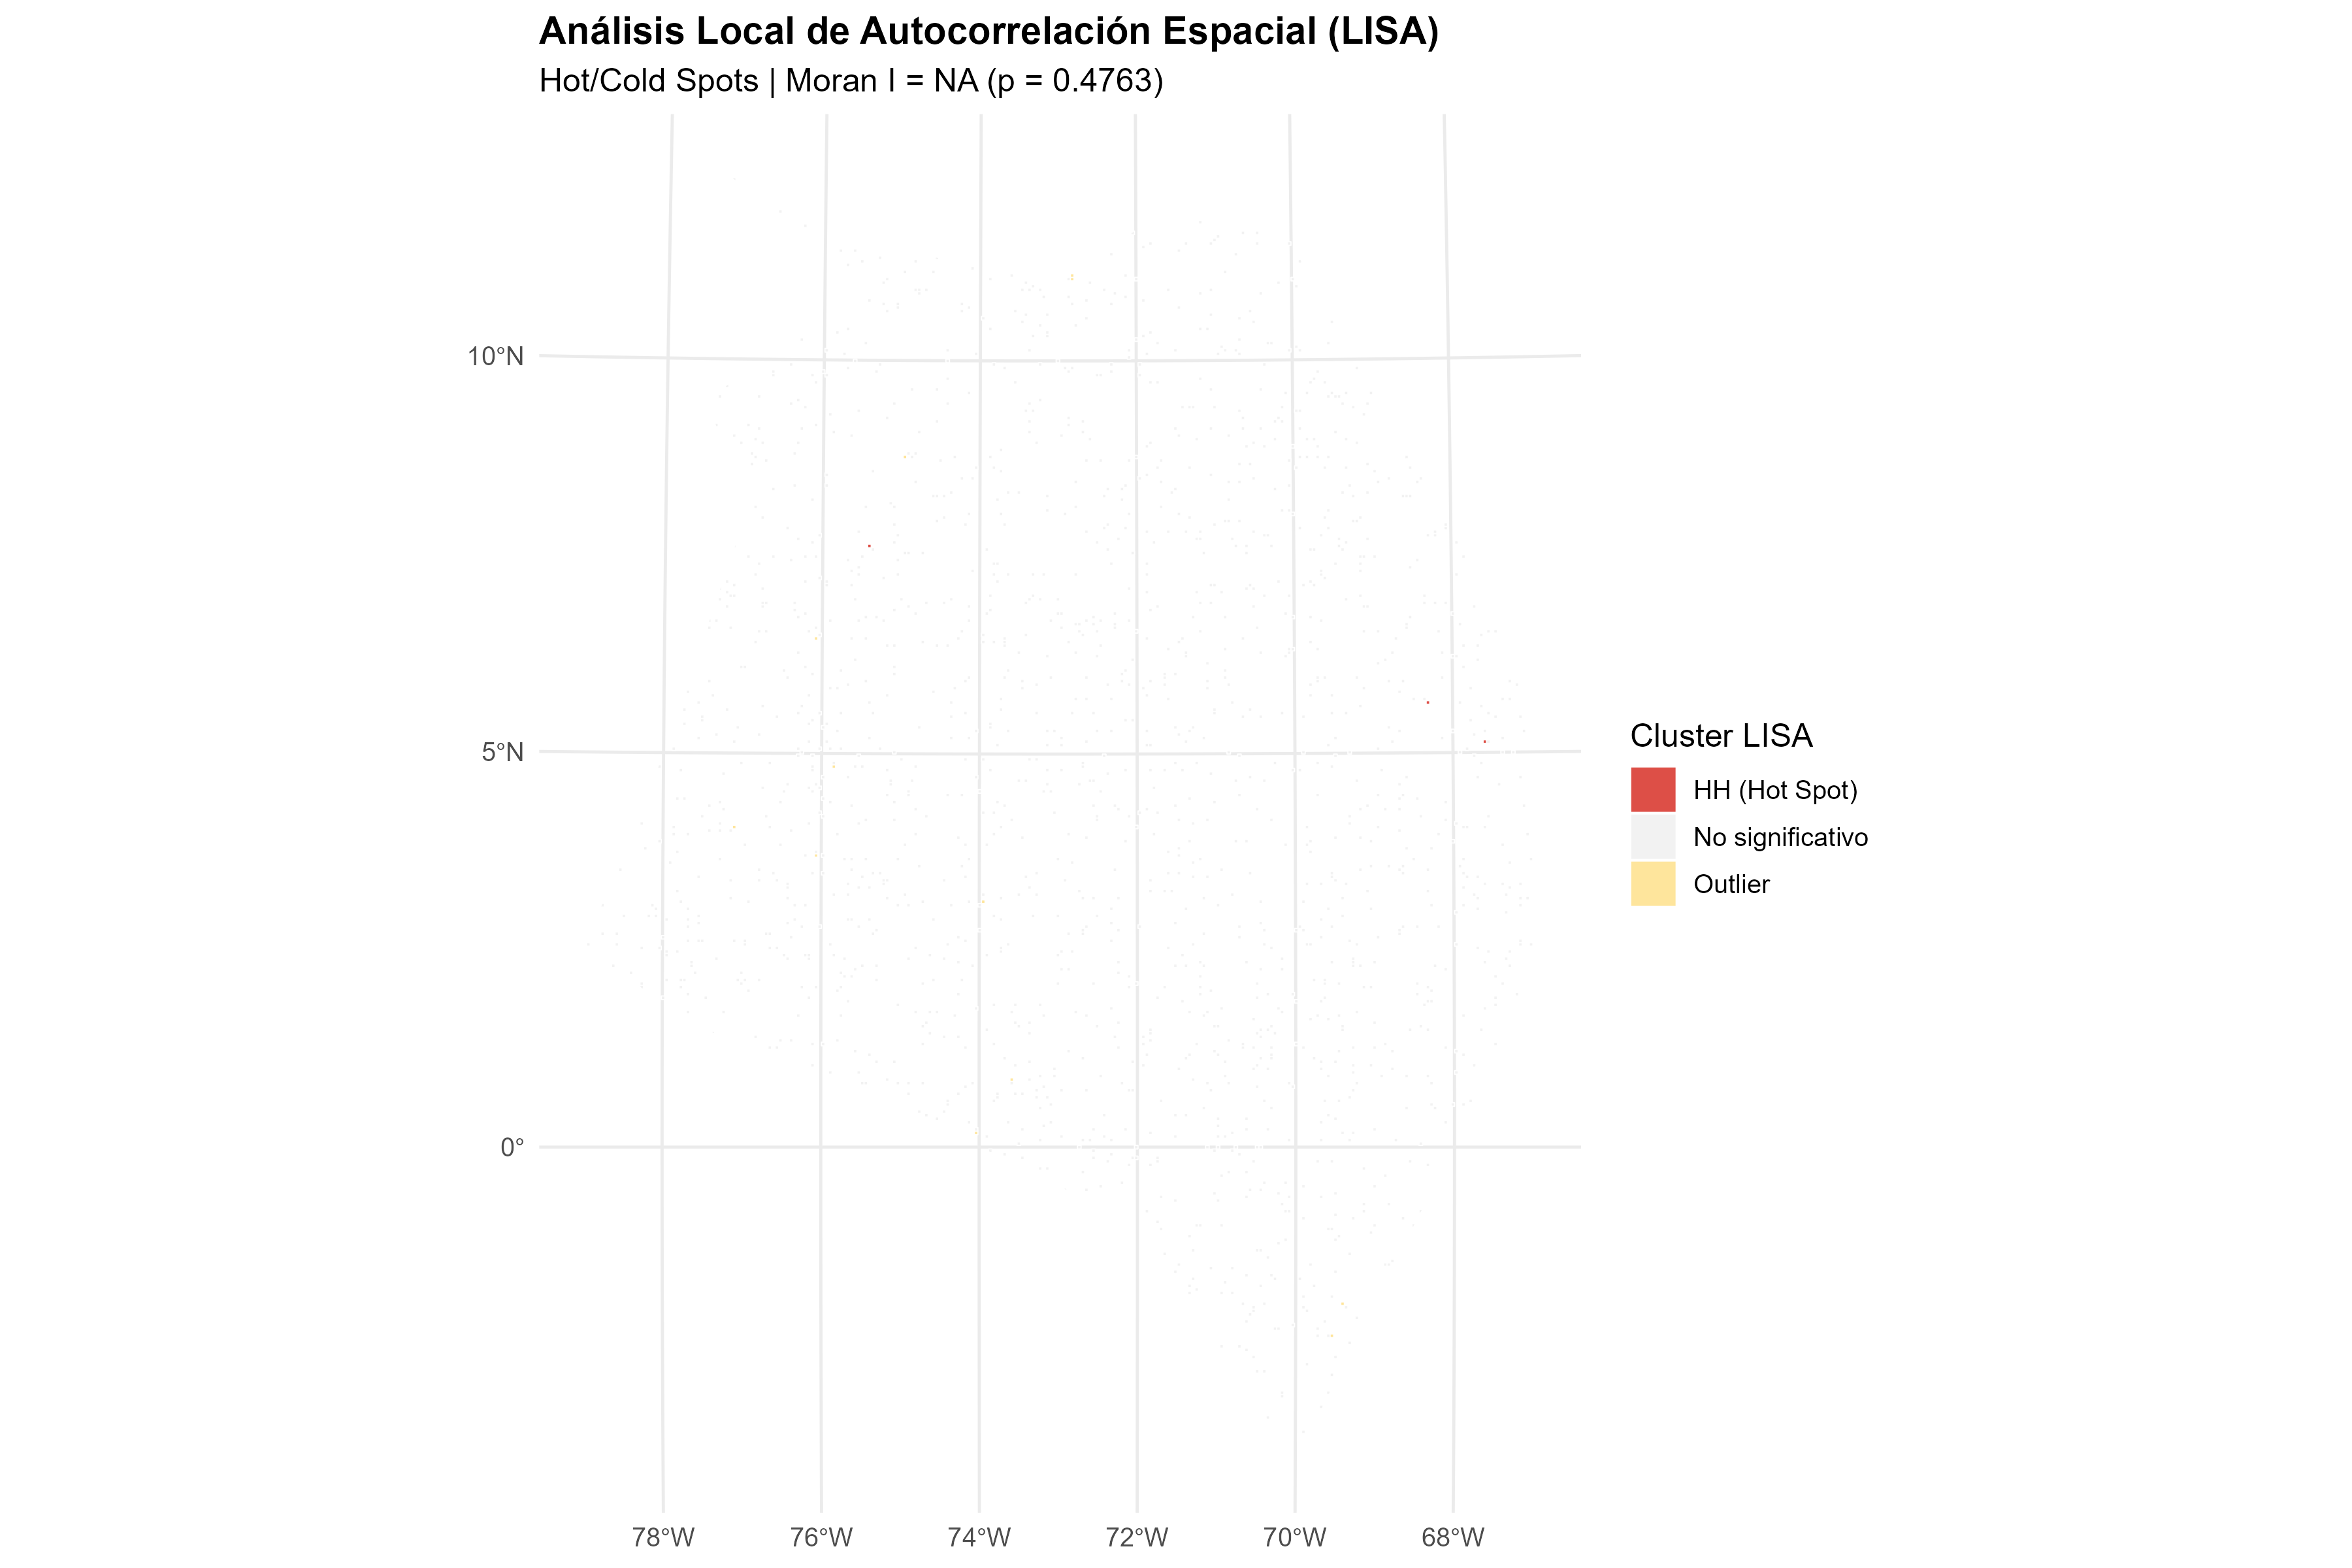 Análisis Local de Autocorrelación Espacial (LISA)
Hot/Cold Spots | Moran I = NA (p = 0.4763)
10°N
5°N
0°
78°W
76°W
74°W
72°W
70°W
68°W
Cluster LISA
HH (Hot Spot)
No significativo
Outlier